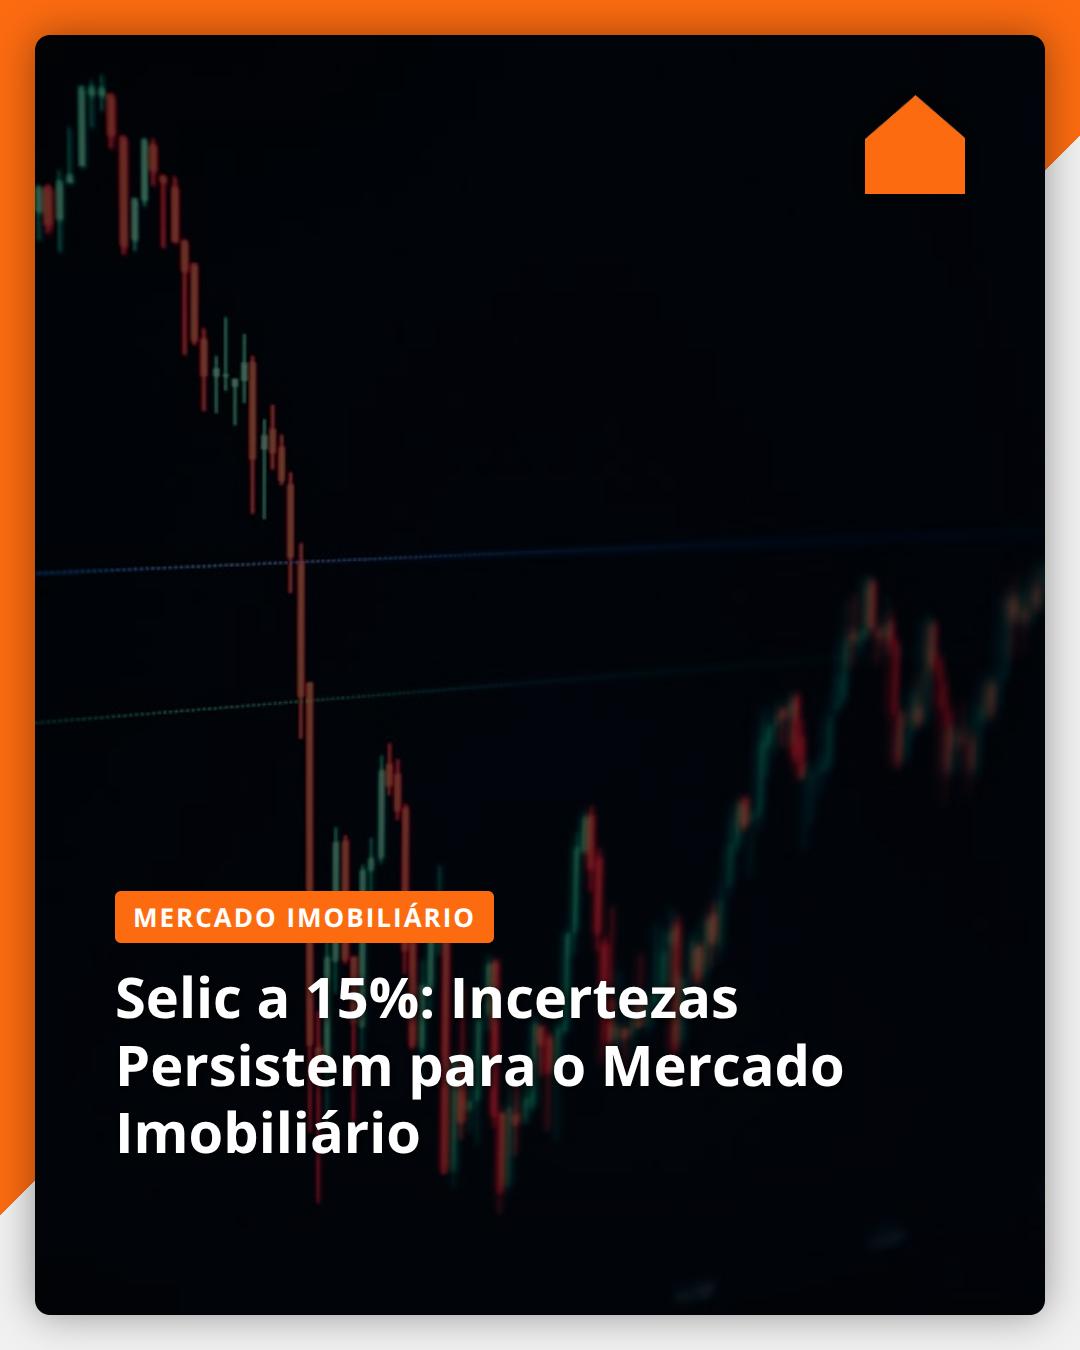 MERCADO IMOBILIÁRIO
Selic a 15%: Incertezas
Persistem para o Mercado
Imobiliário